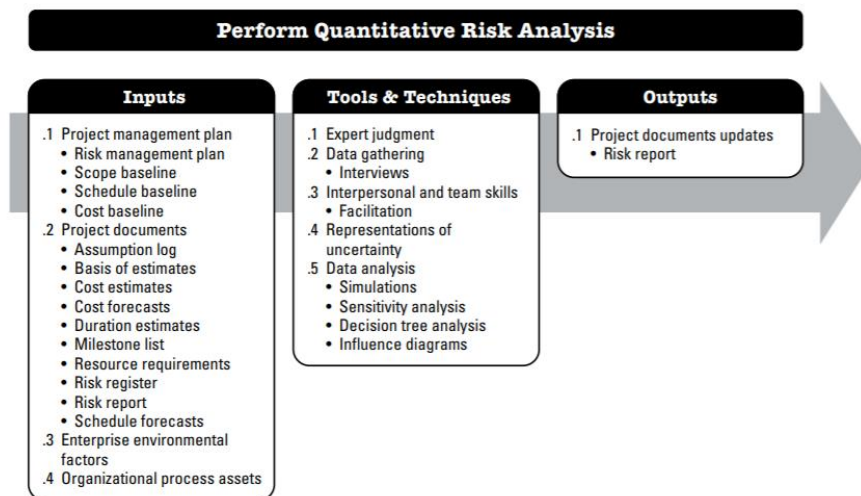 Perform Quantitative Risk Analysis
Inputs
.1 Project management plan
• Risk management plan
• Scope baseline
• Schedule baseline
• Cost baseline
.2 Project documents
• Assumption log
• Basis of estimates
• Cost estimates
• Cost forecasts
• Duration estimates
• Milestone list
• Resource requirements
• Risk register
• Risk report
• Schedule forecasts
.3 Enterprise environmental
factors
.4 Organizational process assets
Tools & Techniques
.1 Expert judgment
.2 Data gathering
• Interviews
.3 Interpersonal and team skills
• Facilitation
.4 Representations of
uncertainty
.5 Data analysis
• Simulations
• Sensitivity analysis
• Decision tree analysis
• Influence diagrams
Outputs
.1 Project documents updates
• Risk report